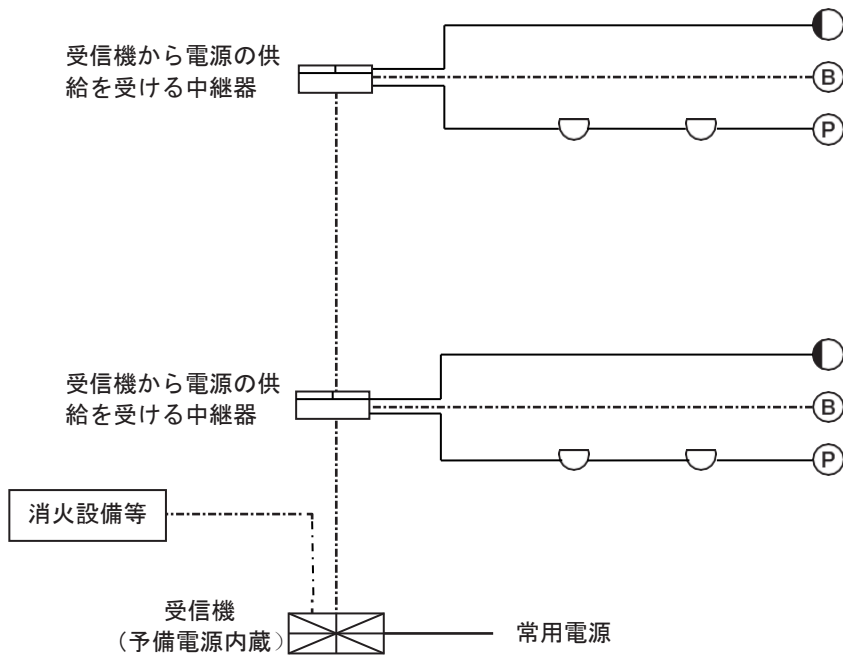 受信機から電源の供
給を受ける中継器
B
P
受信機から電源の供
給を受ける中継器
B
P
消火設備等
受信機
（予備電源内蔵）
常用電源